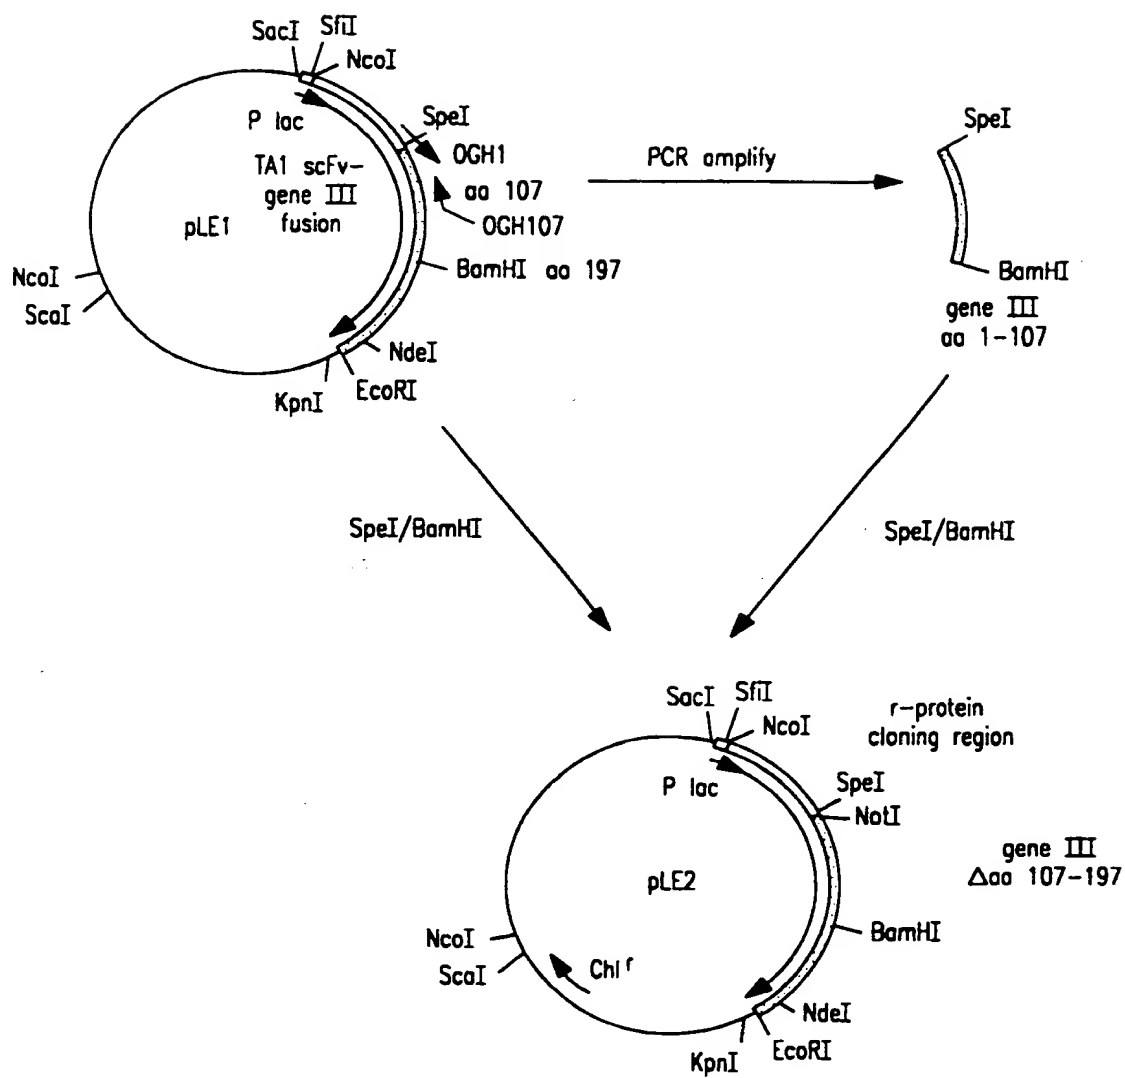 SacI
SfiI
NcoI
P lac
SpeI
OGH1
aa 107
OGH107
TA1 scFv-
gene III
fusion
pLE1
BamHI aa 197
NcoI
ScaI
NdeI
EcoRI
KpnI
PCR amplify
SpeI
BamHI
gene III
aa 1-107
SpeI/BamHI
SpeI/BamHI
SacI
SfiI
NcoI
r-protein
cloning region
P lac
SpeI
NotI
gene III
Δaa 107-197
pLE2
BamHI
NcoI
ScaI
Chl r
NdeI
EcoRI
KpnI